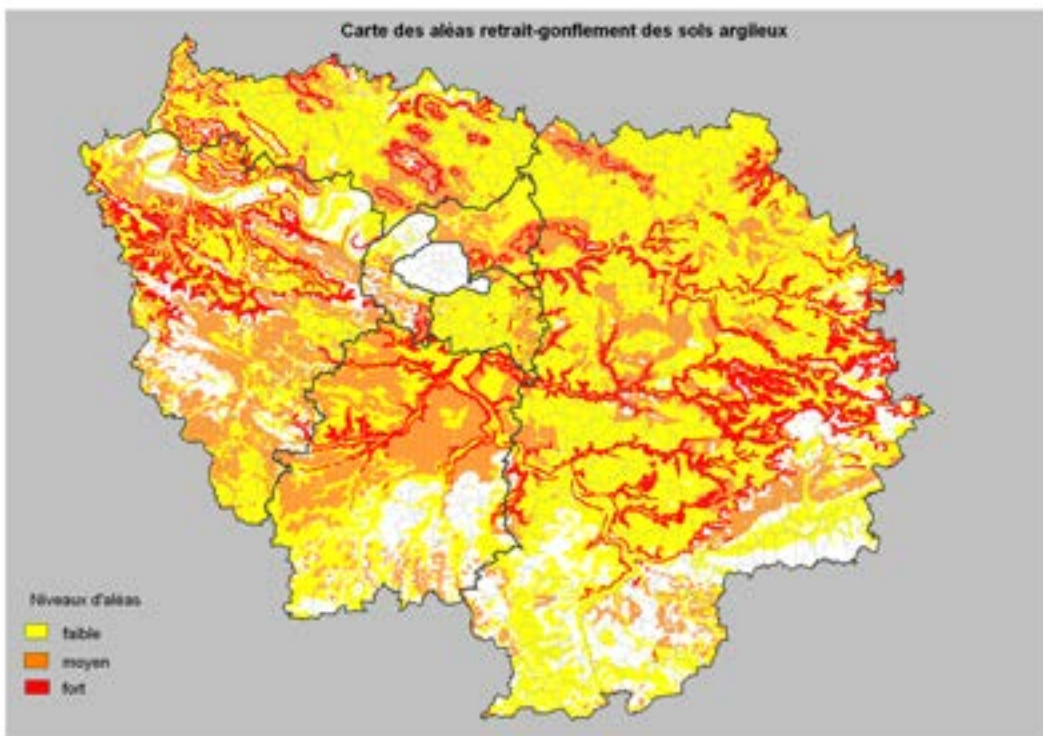 Carte des aléas retrait-gonflement des sols argileux
Niveaux d'aléas
faible
moyen
fort